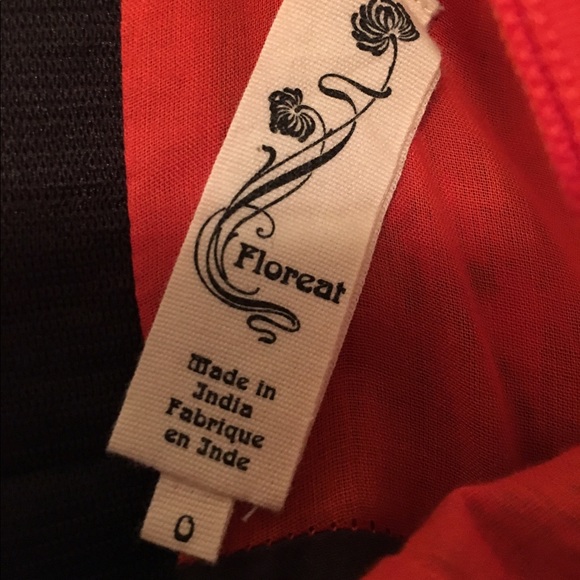 Floreat
Made in
India
Fabrique
en Inde
0